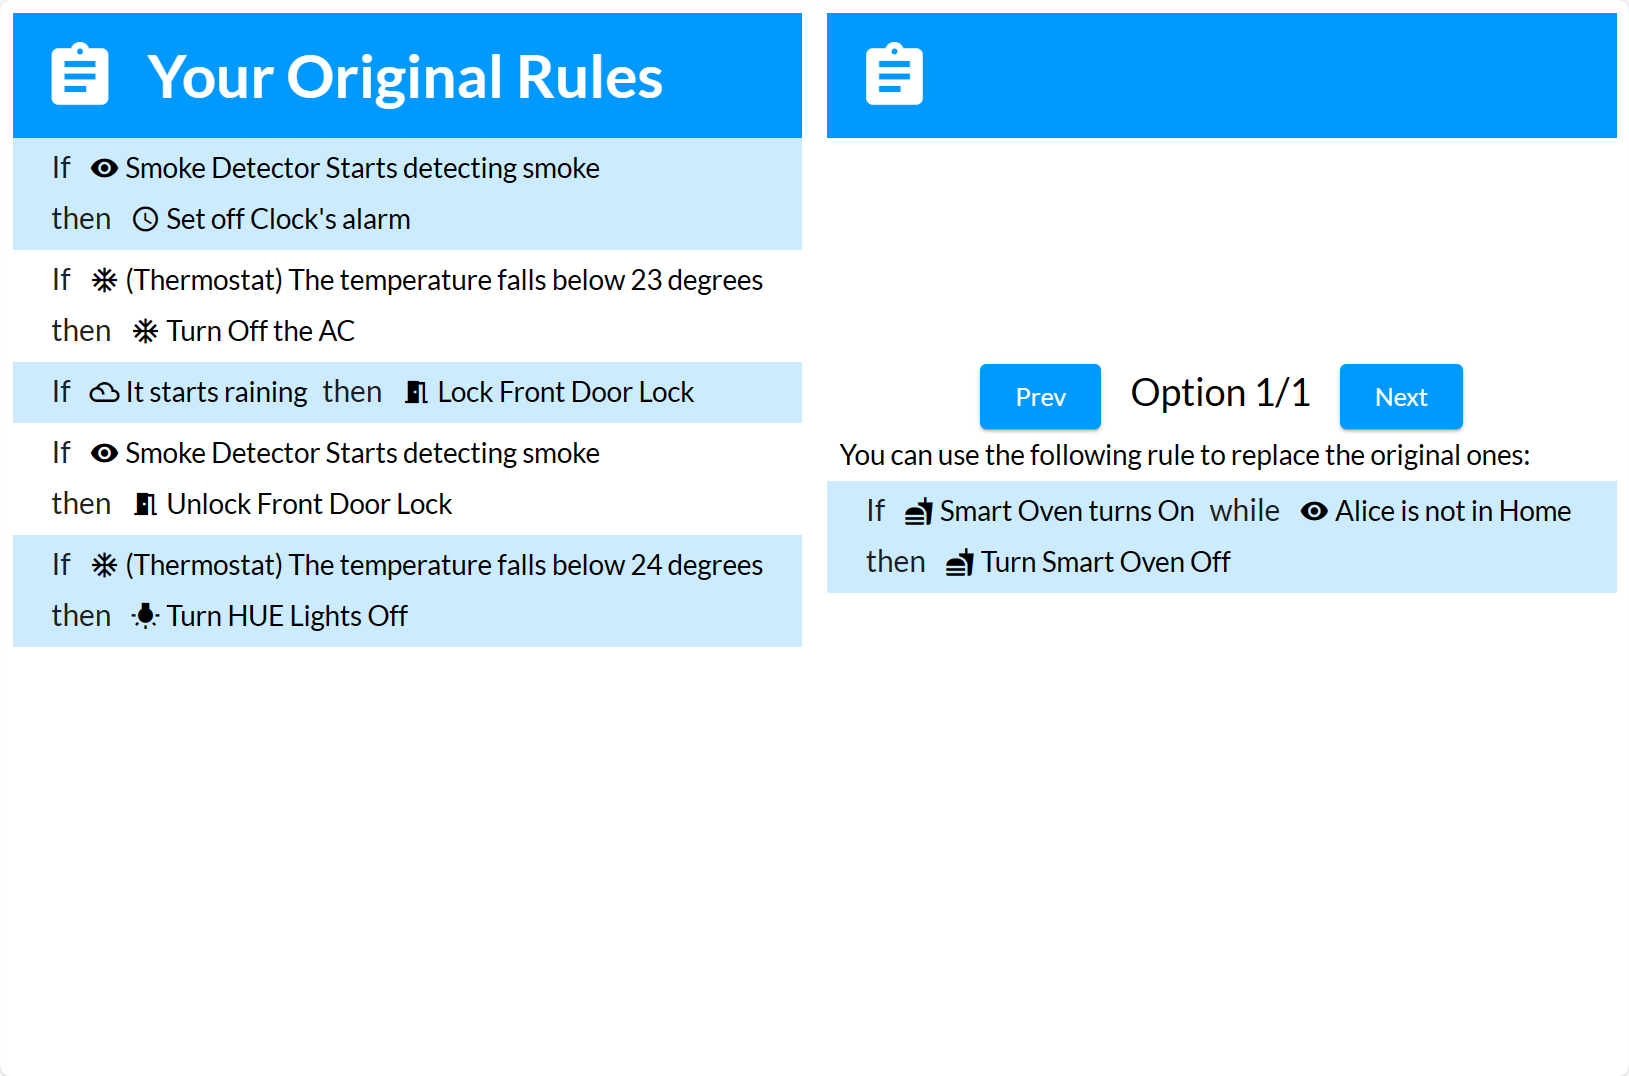 Your Original Rules
If Smoke Detector Starts detecting smoke
then Set off Clock's alarm
If (Thermostat) The temperature falls below 23 degrees
then Turn Off the AC
If It starts raining then Lock Front Door Lock
If Smoke Detector Starts detecting smoke
then Unlock Front Door Lock
If (Thermostat) The temperature falls below 24 degrees
then Turn HUE Lights Off
Prev Option 1/1 Next
You can use the following rule to replace the original ones:
If Smart Oven turns On while Alice is not in Home
then Turn Smart Oven Off